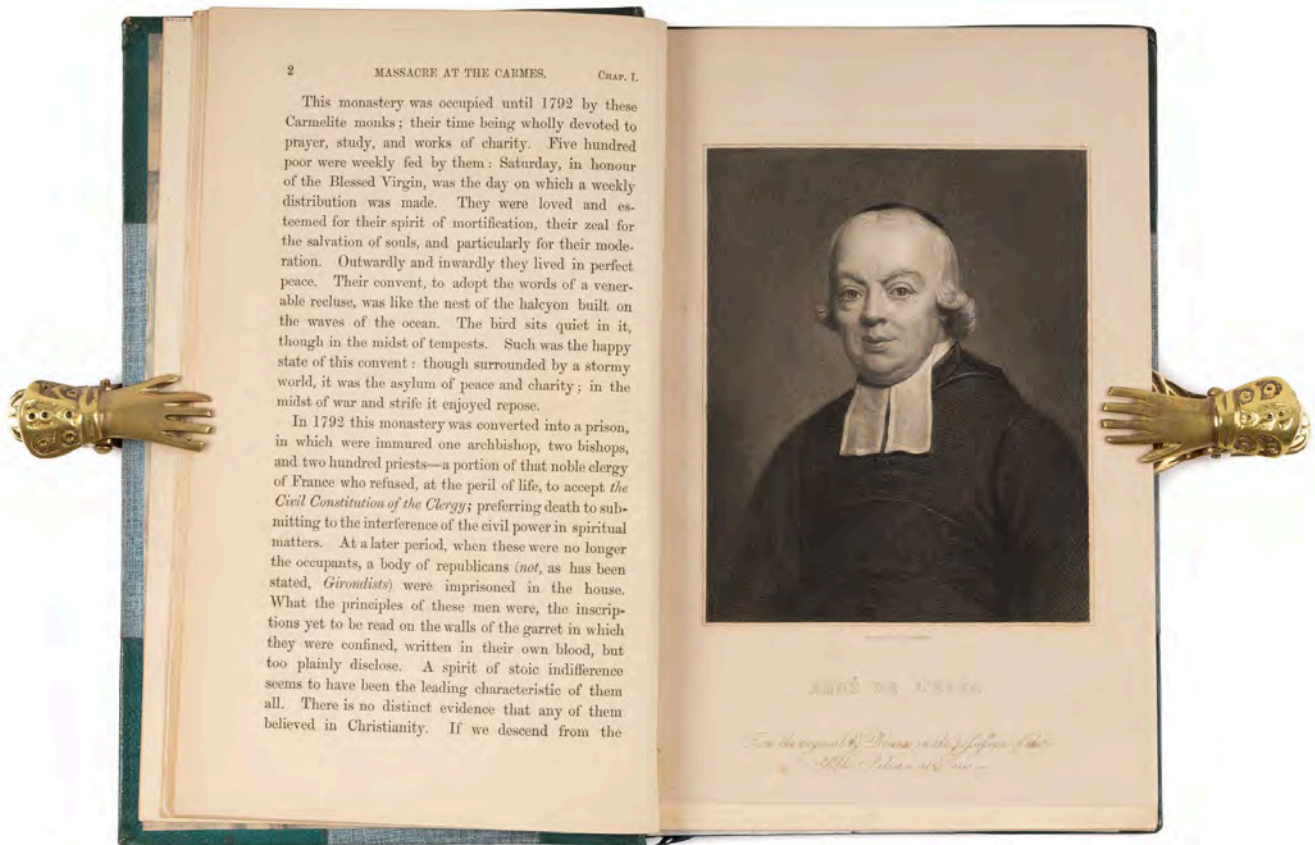 2 MASSACRE AT THE CARMES. CHAP. I.
This monastery was occupied until 1792 by these
Carmelite monks; their time being wholly devoted to
prayer, study, and works of charity. Five hundred
poor were weekly fed by them: Saturday, in honour
of the Blessed Virgin, was the day on which a weekly
distribution was made. They were loved and es-
teemed for their spirit of mortification, their zeal for
the salvation of souls, and particularly for their mode-
ration. Outwardly and inwardly they lived in perfect
peace. Their convent, to adopt the words of a vener-
able recluse, was like the nest of the halcyon built on
the waves of the ocean. The bird sits quiet in it,
though in the midst of tempests. Such was the happy
state of this convent: though surrounded by a stormy
world, it was the asylum of peace and charity; in the
midst of war and strife it enjoyed repose.
In 1792 this monastery was converted into a prison,
in which were immured one archbishop, two bishops,
and two hundred priests—a portion of that noble clergy
of France who refused, at the peril of life, to accept the
Civil Constitution of the Clergy; preferring death to sub-
mitting to the interference of the civil power in spiritual
matters. At a later period, when these were no longer
the occupants, a body of republicans (not, as has been
stated, Girondists) were imprisoned in the house.
What the principles of these men were, the inscrip-
tions yet to be read on the walls of the garret in which
they were confined, written in their own blood, but
too plainly disclose. A spirit of stoic indifference
seems to have been the leading characteristic of them
all. There is no distinct evidence that any of them
believed in Christianity. If we descend from the
ABBÉ DE L'EPÉE
From the original by in the possession of the